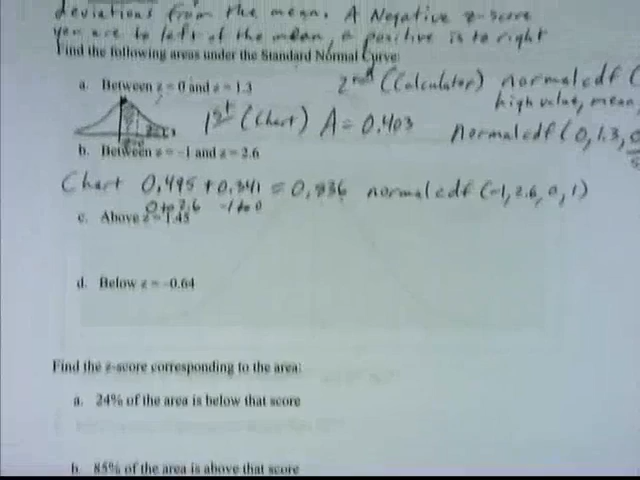 deviations from the mean. A Negative z-score
you are to left of the mean, a positive is to right
Find the following areas under the Standard Normal Curve:
a. Between z = 0 and z = 1.3
2nd (Calculator) normalcdf (
high value, mean,
1st (Chart) A = 0.403
Normalcdf (0, 1.3, 0
b. Between z = -1 and z = 2.6
Chart 0.495 + 0.341 = 0.836 normalcdf (-1, 2.6, 0, 1)
0 to 2.6 -1 to 0
c. Above z = 1.45
d. Below z = -0.64
Find the z-score corresponding to the area:
a. 24% of the area is below that score
b. 85% of the area is above that score